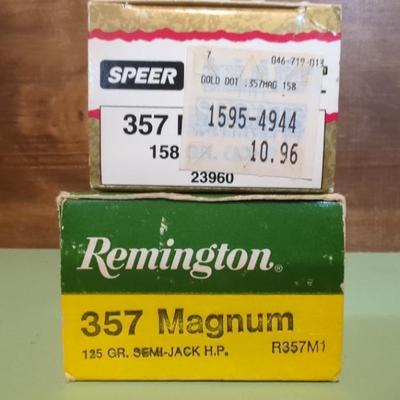 7 046-719-013
GOLD DOT .357MAG 158
1595-4944
10.96
SPEER
357
158
23960
Remington®
357 Magnum
125 GR. SEMI-JACK H.P. R357M1